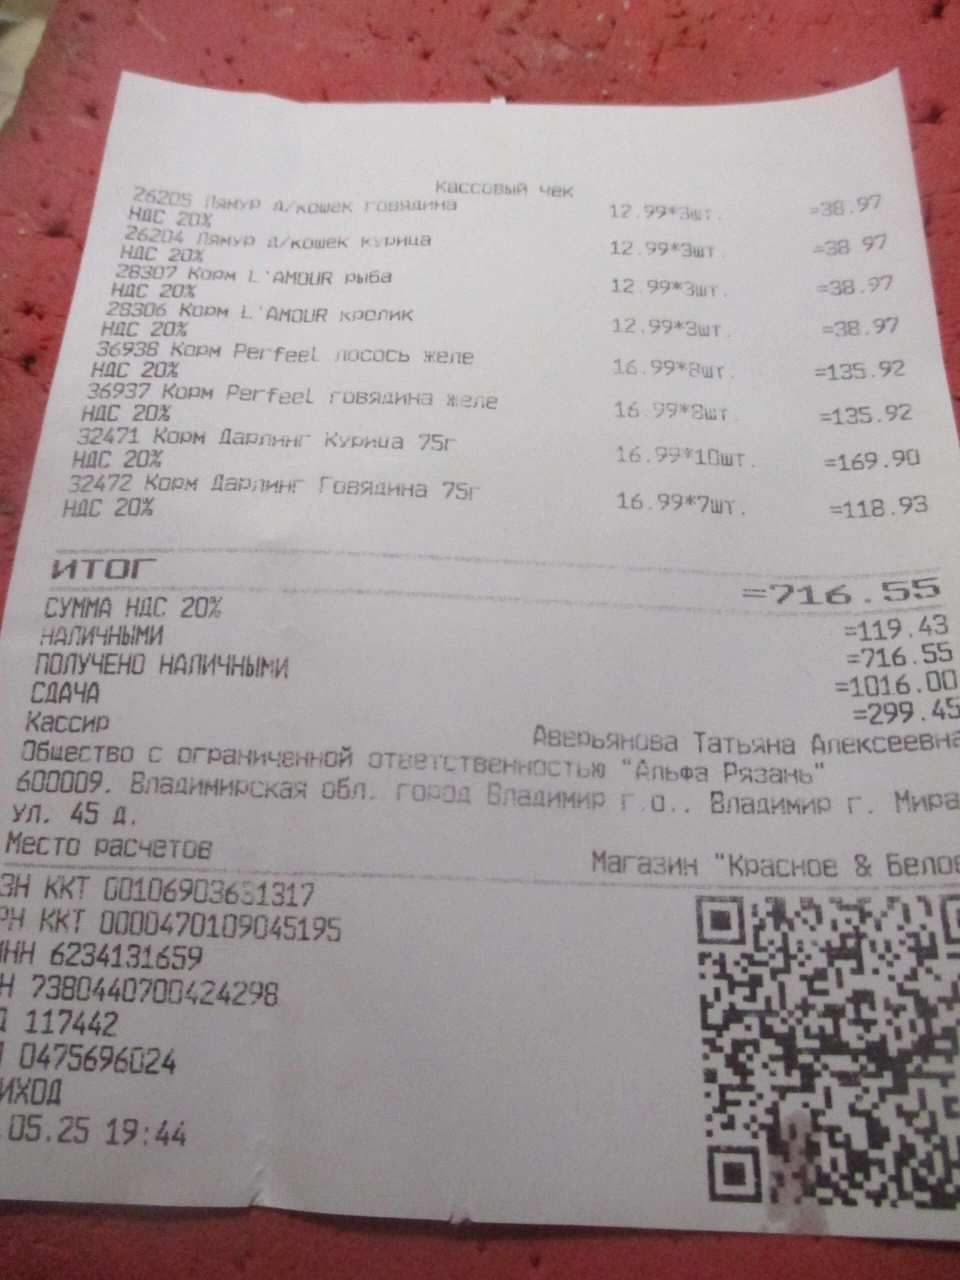 Кассовый чек
26205 Лямур д/кошек говядина 12.99*3шт. =38.97
НДС 20%
26204 Лямур д/кошек курица 12.99*3шт. =38.97
НДС 20%
28307 Корм L'AMOUR рыба 12.99*3шт. =38.97
НДС 20%
28306 Корм L'AMOUR кролик 12.99*3шт. =38.97
НДС 20%
36938 Корм Perfeel лосось желе 16.99*8шт. =135.92
НДС 20%
36937 Корм Perfeel говядина желе 16.99*8шт. =135.92
НДС 20%
32471 Корм Дарлинг Курица 75г 16.99*10шт. =169.90
НДС 20%
32472 Корм Дарлинг Говядина 75г 16.99*7шт. =118.93
НДС 20%
ИТОГ =716.55
СУММА НДС 20% =119.43
НАЛИЧНЫМИ =716.55
ПОЛУЧЕНО НАЛИЧНЫМИ =1016.00
СДАЧА =299.45
Кассир Аверьянова Татьяна Алексеевна
Общество с ограниченной ответственностью "Альфа Рязань"
600009, Владимирская обл. город Владимир г.о., Владимир г. Мира
ул. 45 д.
Место расчетов Магазин "Красное & Бело
ЗН ККТ 00106903631317
РН ККТ 0000470109045195
ИНН 6234131659
Н 7380440700424298
Д 117442
0475696024
ИХОД
.05.25 19:44